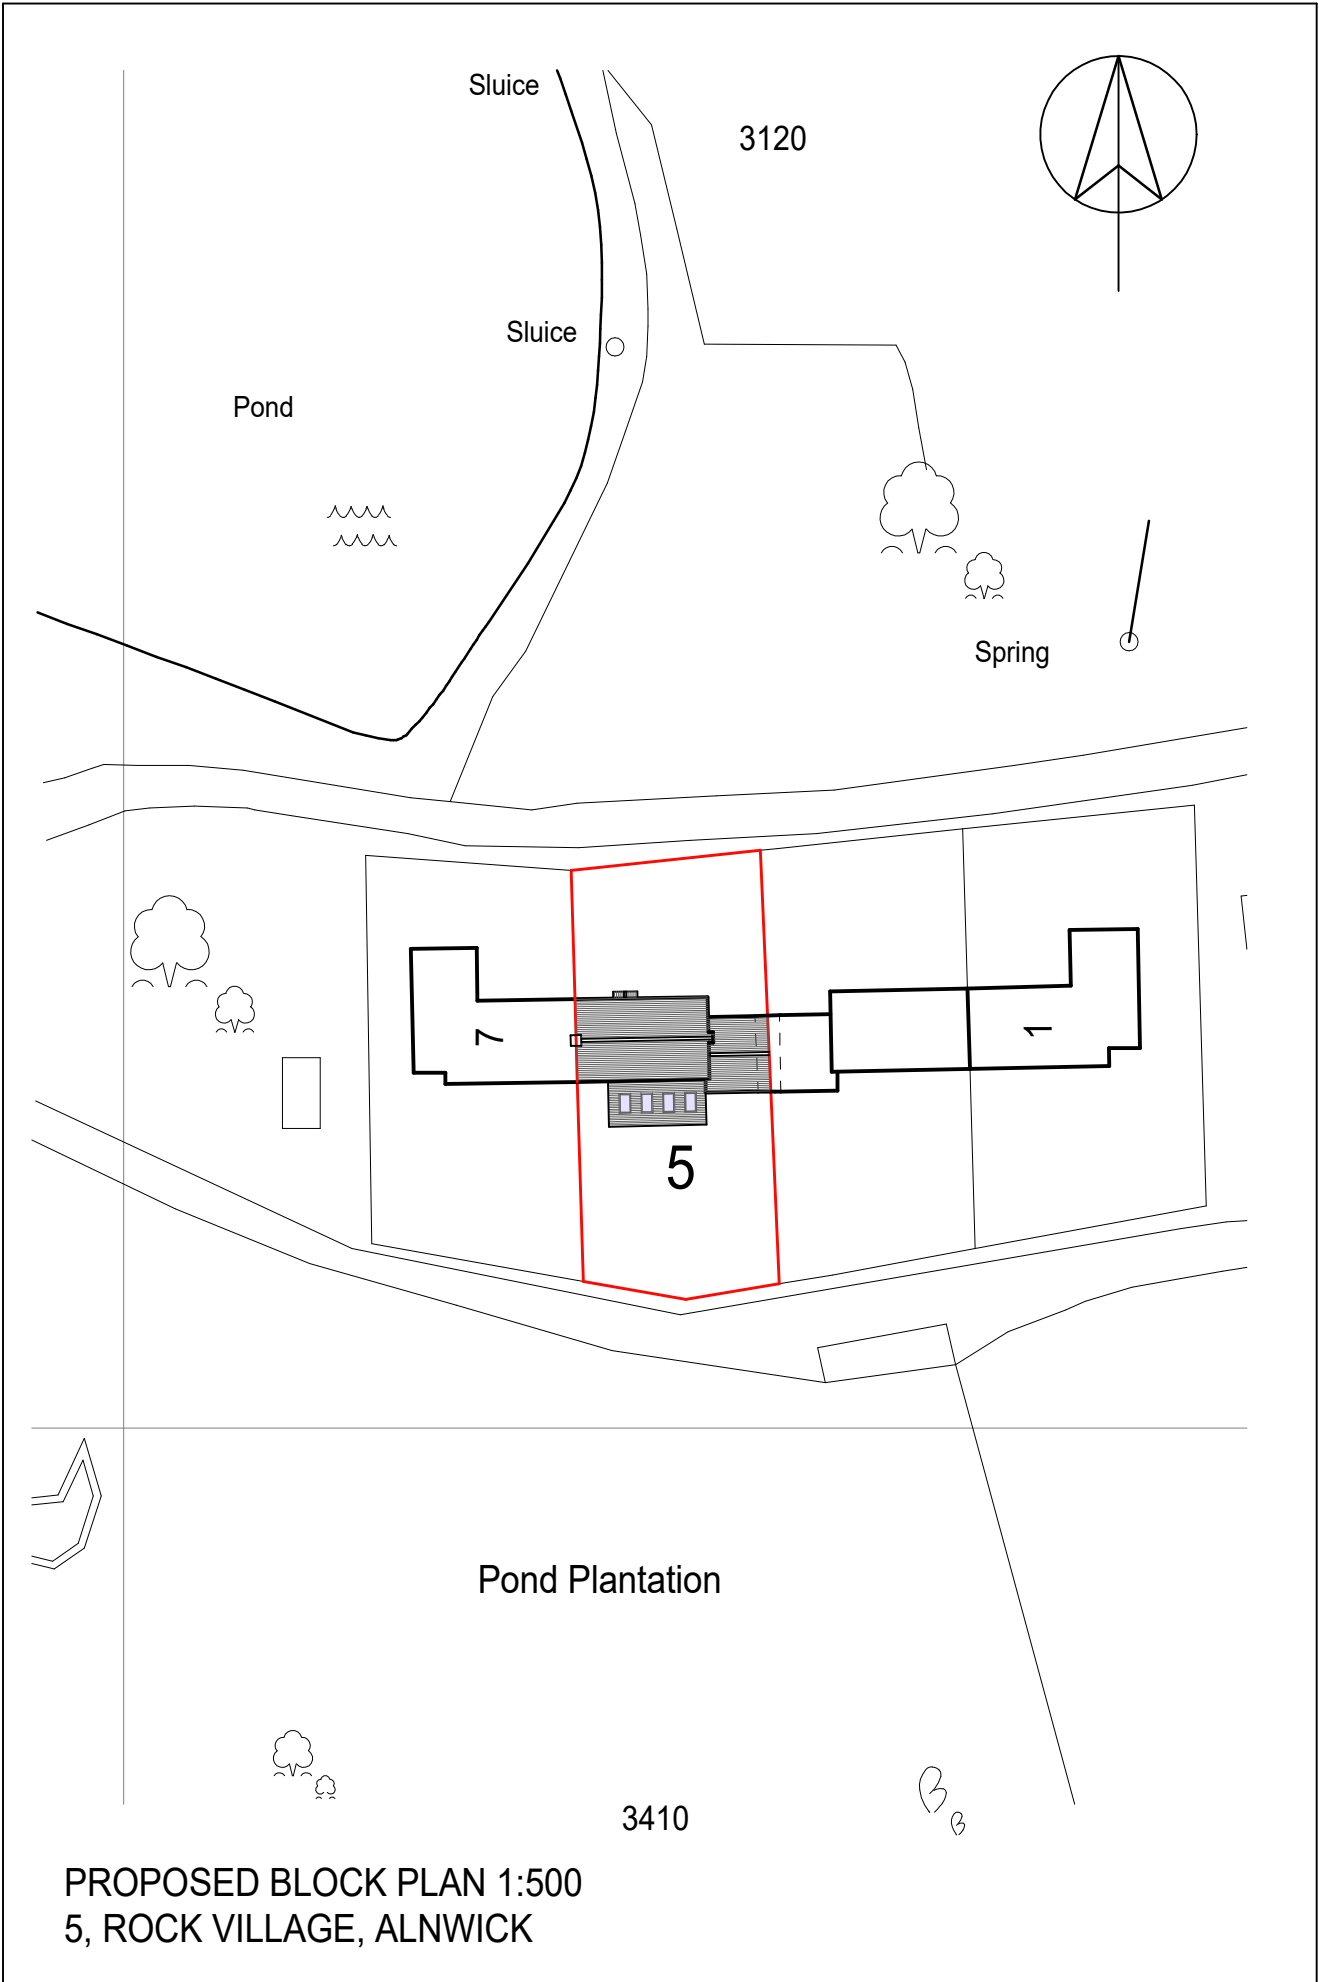 Sluice
3120
Sluice
Pond
Spring
7
1
5
Pond Plantation
3410
PROPOSED BLOCK PLAN 1:500
5, ROCK VILLAGE, ALNWICK